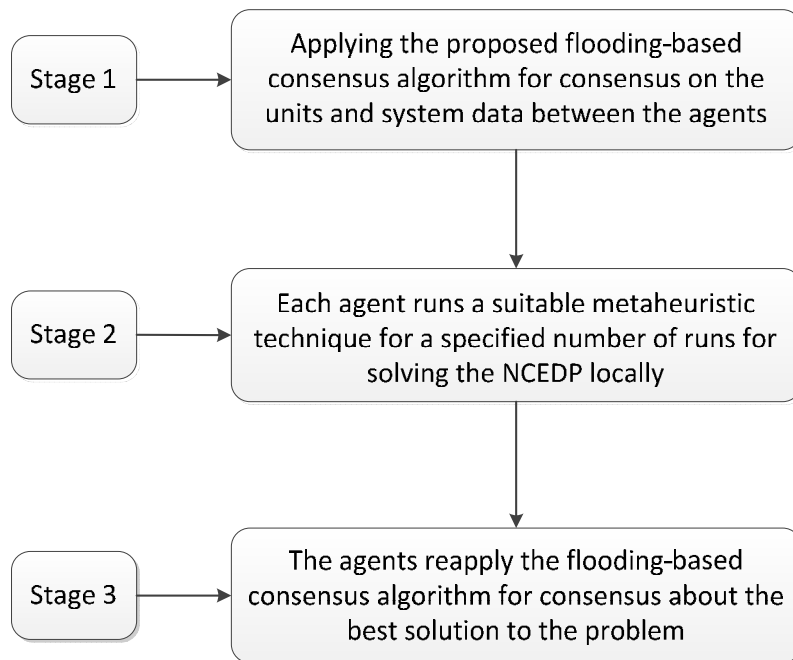 Stage 1
Applying the proposed flooding-based
consensus algorithm for consensus on the
units and system data between the agents
Stage 2
Each agent runs a suitable metaheuristic
technique for a specified number of runs for
solving the NCEDP locally
Stage 3
The agents reapply the flooding-based
consensus algorithm for consensus about the
best solution to the problem